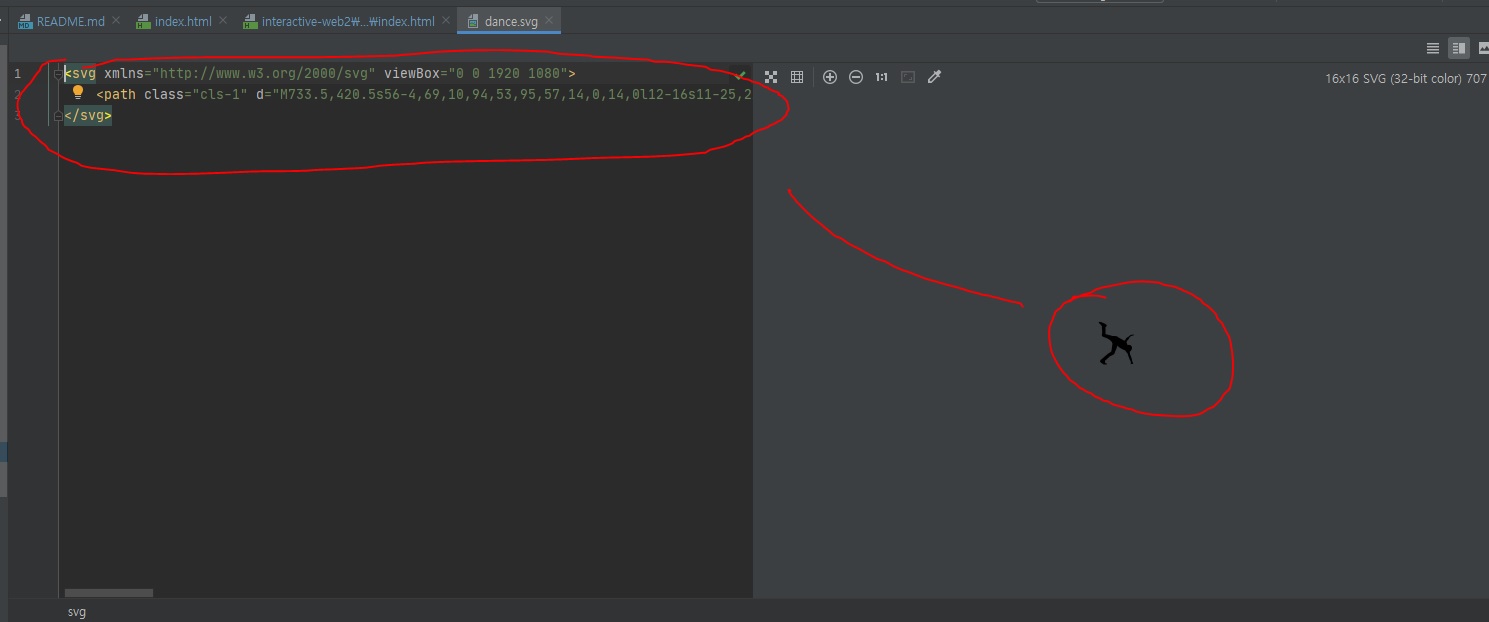 README.md
index.html
interactive-web2₩...₩index.html
dance.svg
1 <svg xmlns="http://www.w3.org/2000/svg" viewBox="0 0 1920 1080">
2 <path class="cls-1" d="M733.5,420.5s56-4,69,10,94,53,95,57,14,0,14,0l12-16s11-25,2
3 </svg>
1:1
16x16 SVG (32-bit color) 707
svg